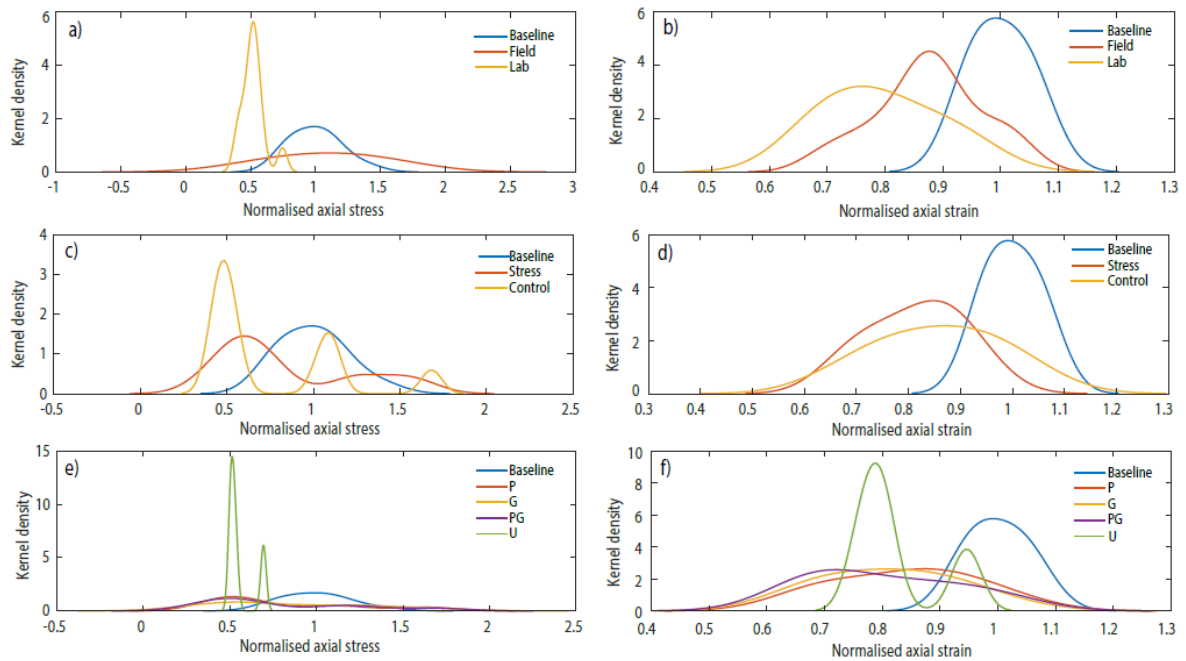 a)
Kernel density
6
4
2
0
Baseline
Field
Lab
-1 -0.5 0 0.5 1 1.5 2 2.5 3
Normalised axial stress
b)
Kernel density
6
4
2
0
Baseline
Field
Lab
0.4 0.5 0.6 0.7 0.8 0.9 1 1.1 1.2 1.3
Normalised axial strain
c)
Kernel density
4
3
2
1
0
Baseline
Stress
Control
-0.5 0 0.5 1 1.5 2 2.5
Normalised axial stress
d)
Kernel density
6
4
2
0
Baseline
Stress
Control
0.3 0.4 0.5 0.6 0.7 0.8 0.9 1 1.1 1.2 1.3
Normalised axial strain
e)
Kernel density
15
10
5
0
Baseline
P
G
PG
U
-0.5 0 0.5 1 1.5 2 2.5
Normalised axial stress
f)
Kernel density
10
8
6
4
2
0
Baseline
P
G
PG
U
0.4 0.5 0.6 0.7 0.8 0.9 1 1.1 1.2 1.3
Normalised axial strain